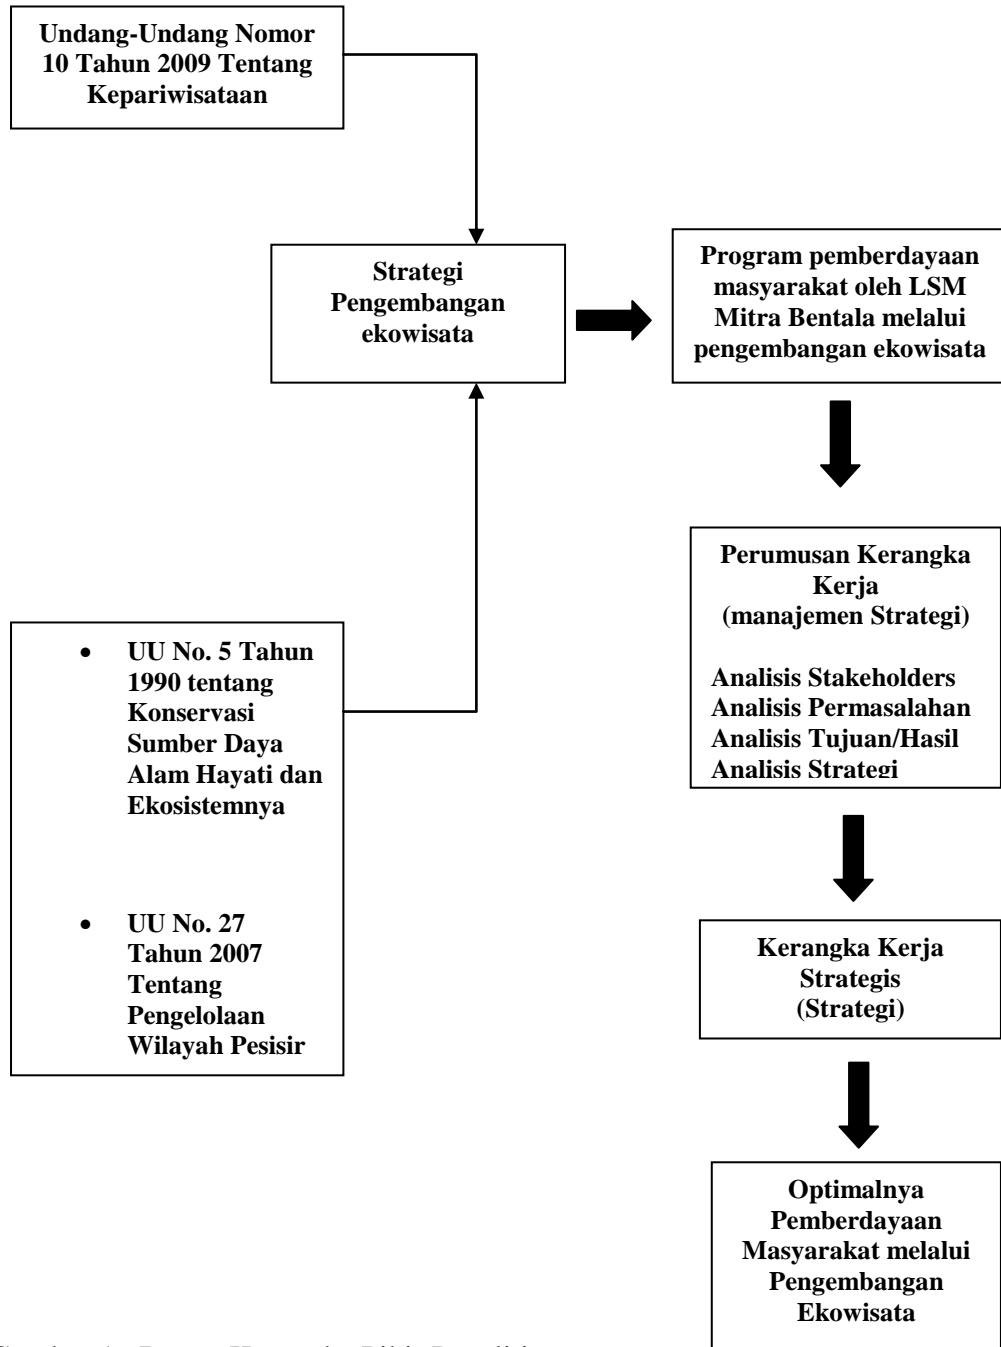 Undang-Undang Nomor
10 Tahun 2009 Tentang
Kepariwisataan
Strategi
Pengembangan
ekowisata
Program pemberdayaan
masyarakat oleh LSM
Mitra Bentala melalui
pengembangan ekowisata
Perumusan Kerangka
Kerja
(manajemen Strategi)
Analisis Stakeholders
Analisis Permasalahan
Analisis Tujuan/Hasil
Analisis Strategi
• UU No. 5 Tahun
1990 tentang
Konservasi
Sumber Daya
Alam Hayati dan
Ekosistemnya
• UU No. 27
Tahun 2007
Tentang
Pengelolaan
Wilayah Pesisir
Kerangka Kerja
Strategis
(Strategi)
Optimalnya
Pemberdayaan
Masyarakat melalui
Pengembangan
Ekowisata